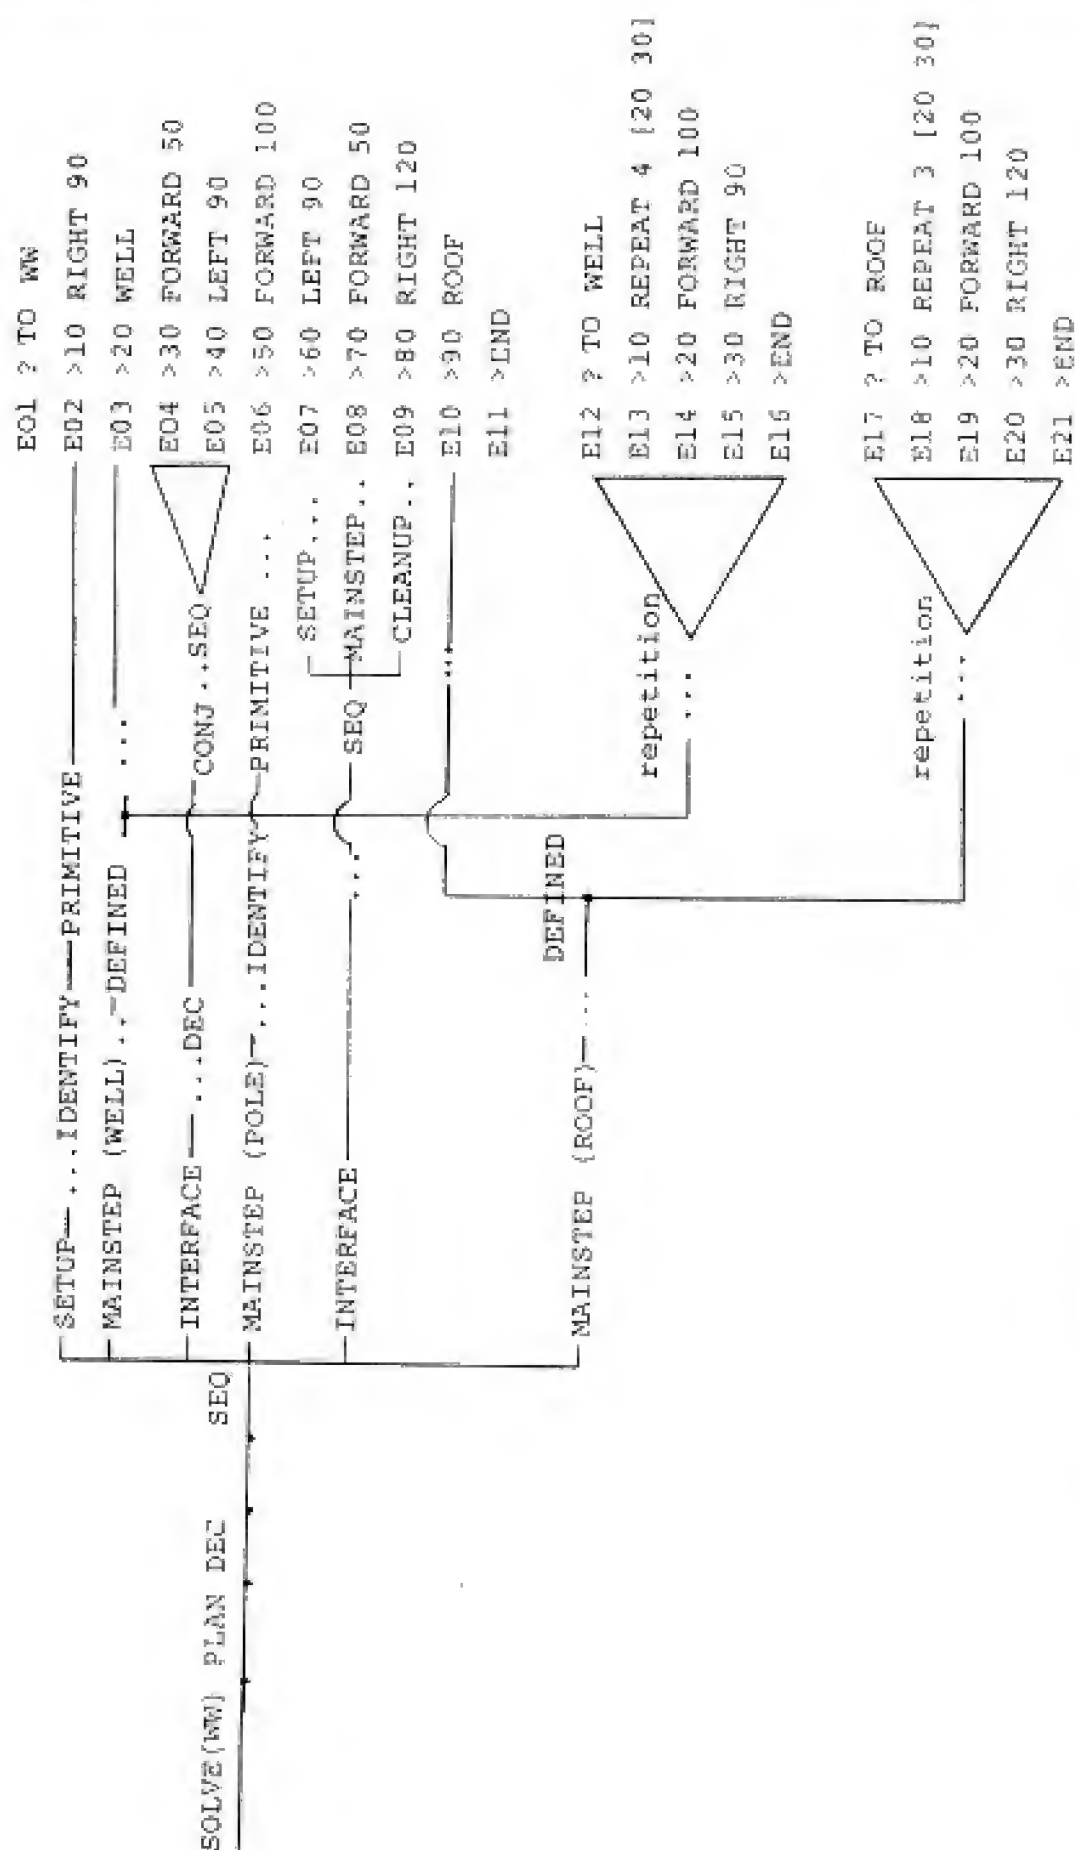 SOLVE(WW) PLAN DEC
SEQ
SETUP—...IDENTIFY—PRIMITIVE
MAINSTEP (WELL)..—DEFINED ...
INTERFACE—...DEC—CONJ..SEQ
MAINSTEP (POLE)—...IDENTIFY—PRIMITIVE ...
INTERFACE—...—SEQ
SETUP...
MAINSTEP..
CLEANUP..
...
MAINSTEP (ROOF)—...
DEFINED
repetition
...
repetition
...
E01 ? TO WW
E02 >10 RIGHT 90
E03 >20 WELL
E04 >30 FORWARD 50
E05 >40 LEFT 90
E06 >50 FORWARD 100
E07 >60 LEFT 90
E08 >70 FORWARD 50
E09 >80 RIGHT 120
E10 >90 ROOF
E11 >END
E12 ? TO WELL
E13 >10 REPEAT 4 [20 30]
E14 >20 FORWARD 100
E15 >30 RIGHT 90
E16 >END
E17 ? TO ROOF
E18 >10 REPEAT 3 [20 30]
E19 >20 FORWARD 100
E20 >30 RIGHT 120
E21 >END